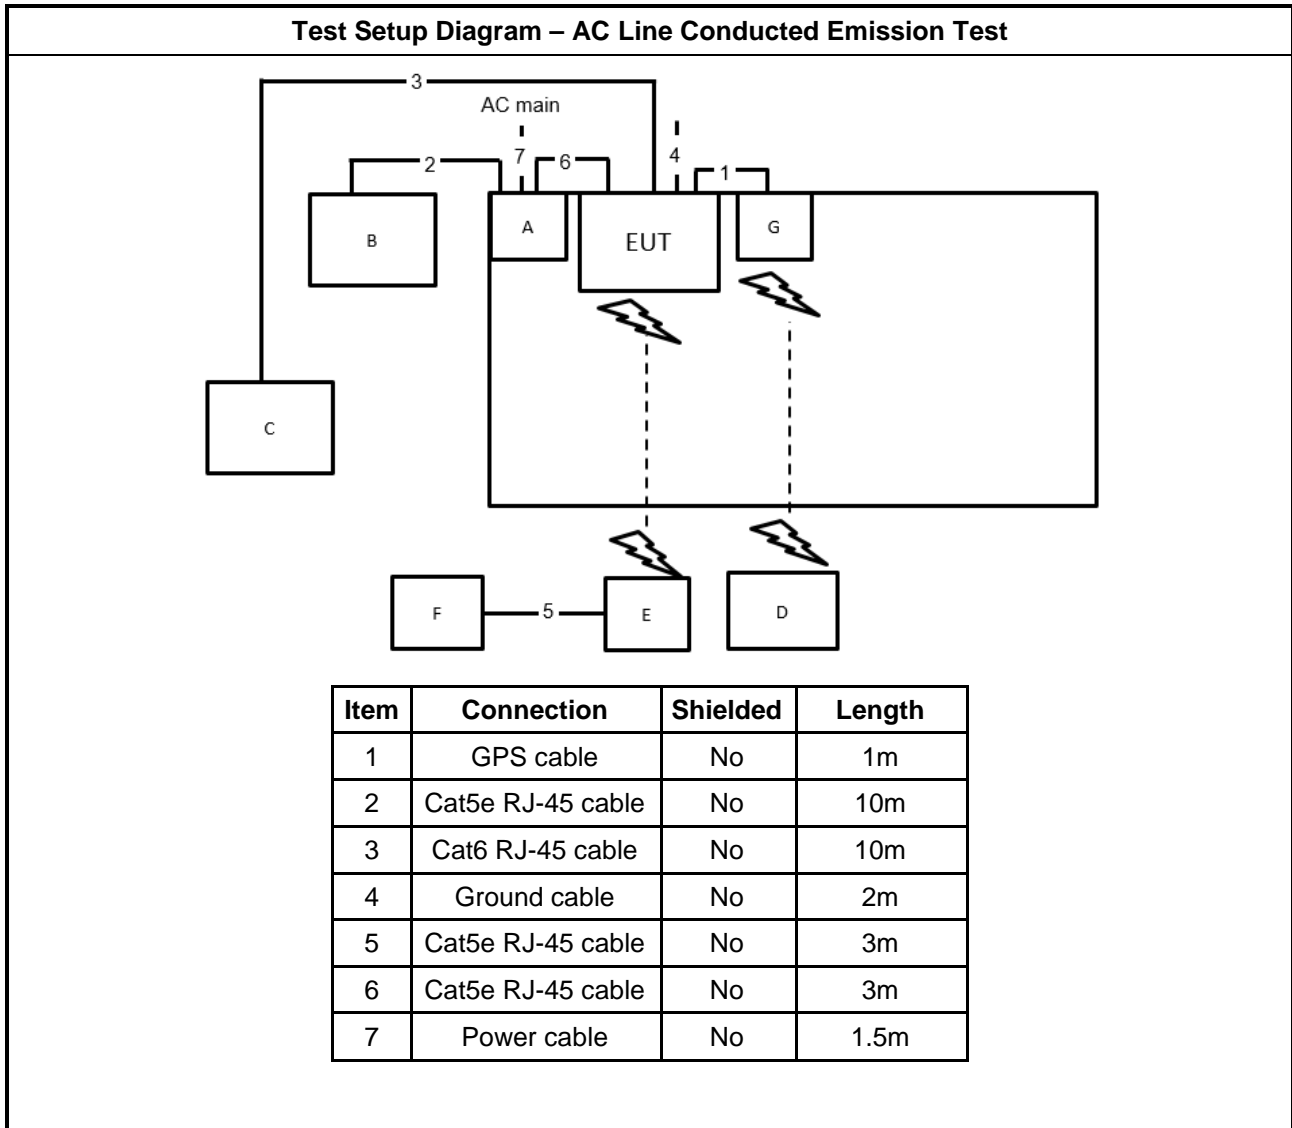 Test Setup Diagram – AC Line Conducted Emission Test
3
AC main
2
7
6
4
1
B
A
EUT
G
C
F
5
E
D
Item Connection Shielded Length
1 GPS cable No 1m
2 Cat5e RJ-45 cable No 10m
3 Cat6 RJ-45 cable No 10m
4 Ground cable No 2m
5 Cat5e RJ-45 cable No 3m
6 Cat5e RJ-45 cable No 3m
7 Power cable No 1.5m